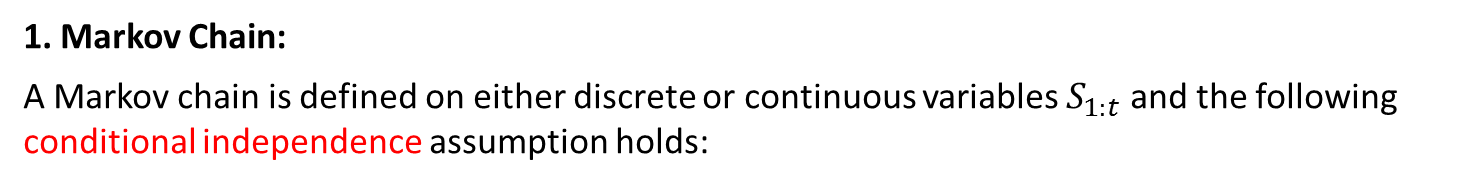 1. Markov Chain:
A Markov chain is defined on either discrete or continuous variables S₁:ₜ and the following
conditional independence assumption holds: